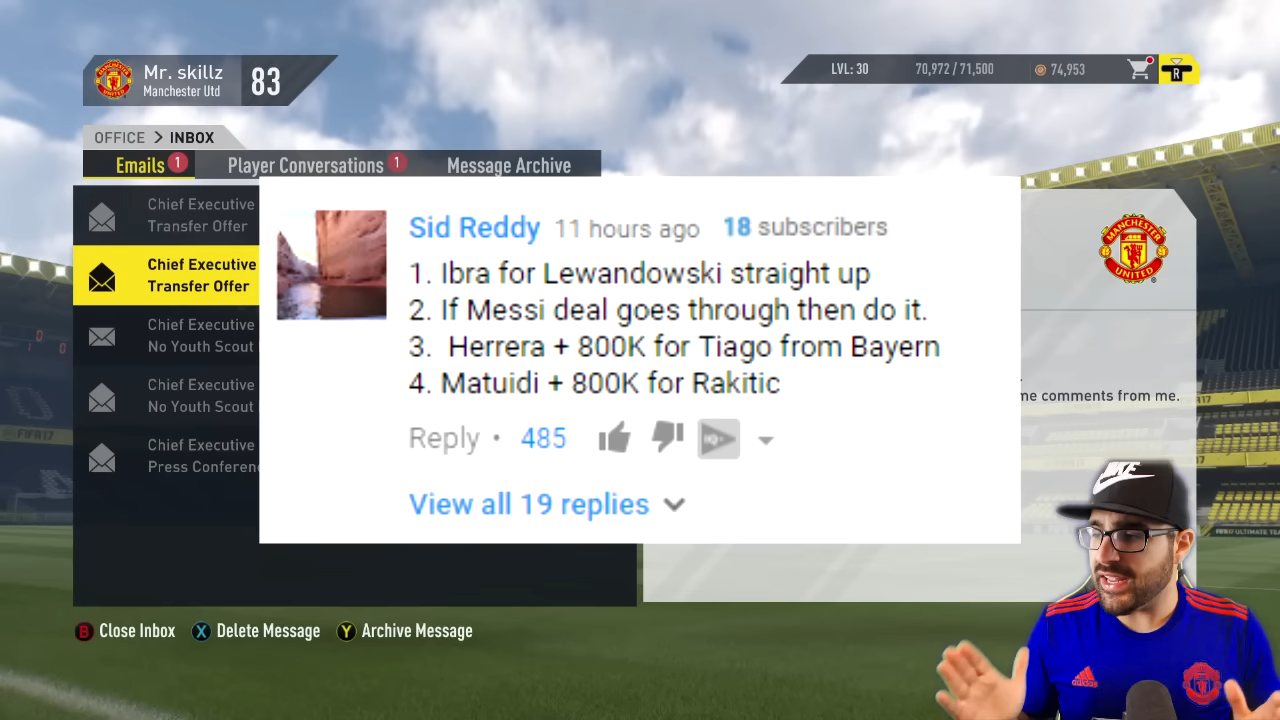 Mr. skillz
Manchester Utd
83
LVL: 30
70,972 / 71,500
74,953
R
OFFICE > INBOX
Emails 1
Player Conversations 1
Message Archive
Chief Executive
Transfer Offer
Chief Executive
Transfer Offer
Chief Executive
No Youth Scout
Chief Executive
No Youth Scout
Chief Executive
Press Conferen
Sid Reddy 11 hours ago 18 subscribers
1. Ibra for Lewandowski straight up
2. If Messi deal goes through then do it.
3. Herrera + 800K for Tiago from Bayern
4. Matuidi + 800K for Rakitic
Reply • 485
View all 19 replies
MANCHESTER
UNITED
me comments from me.
B Close Inbox
X Delete Message
Y Archive Message
adidas